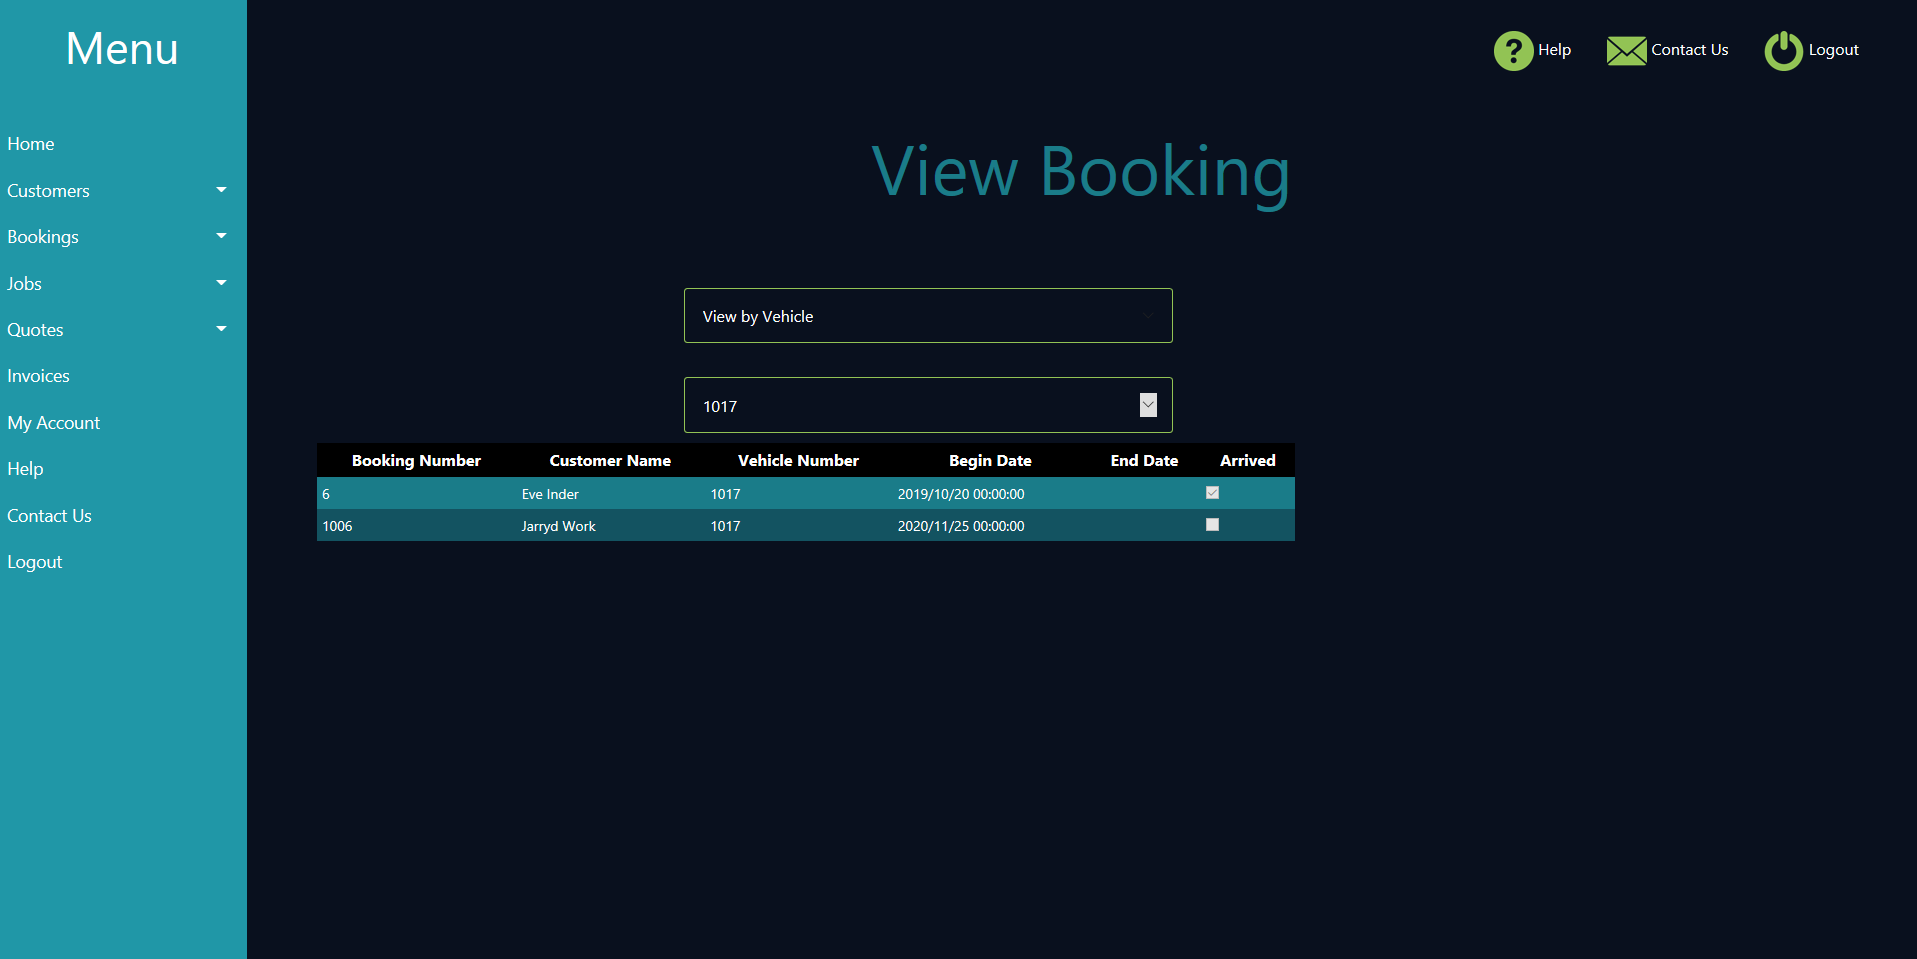 Menu
Help
Contact Us
Logout
Home
Customers
Bookings
Jobs
Quotes
Invoices
My Account
Help
Contact Us
Logout
View Booking
View by Vehicle
1017
Booking Number Customer Name Vehicle Number Begin Date End Date Arrived
6 Eve Inder 1017 2019/10/20 00:00:00
1006 Jarryd Work 1017 2020/11/25 00:00:00